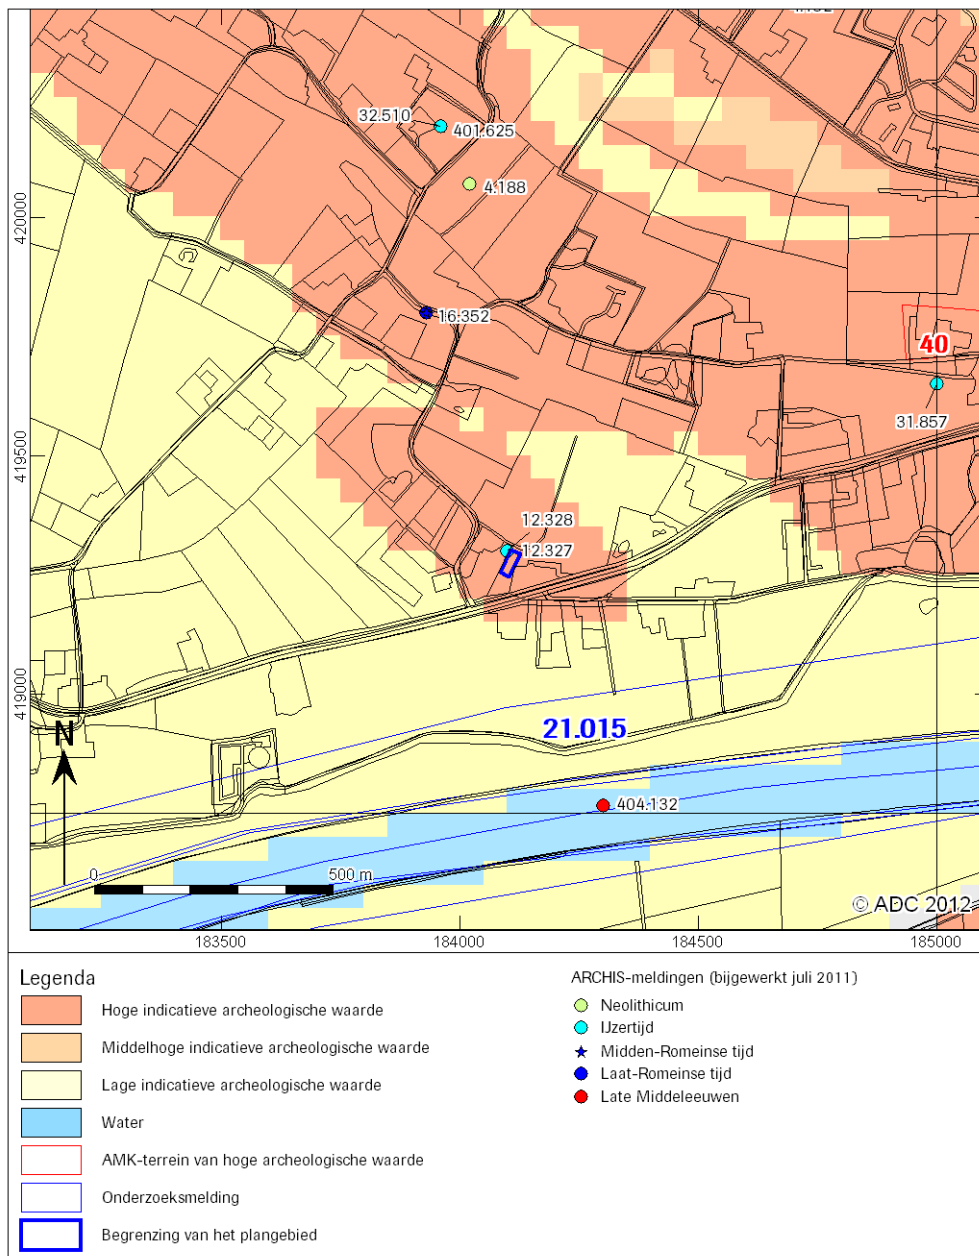 32.510
401.625
4.188
420000
16.352
40
31.857
419500
12.328
12.327
419000
N
21.015
404.132
0
500 m
© ADC 2012
183500
184000
184500
185000
Legenda
Hoge indicatieve archeologische waarde
Middelhoge indicatieve archeologische waarde
Lage indicatieve archeologische waarde
Water
AMK-terrein van hoge archeologische waarde
Onderzoeksmelding
Begrenzing van het plangebied
ARCHIS-meldingen (bijgewerkt juli 2011)
Neolithicum
IJzertijd
Midden-Romeinse tijd
Laat-Romeinse tijd
Late Middeleeuwen